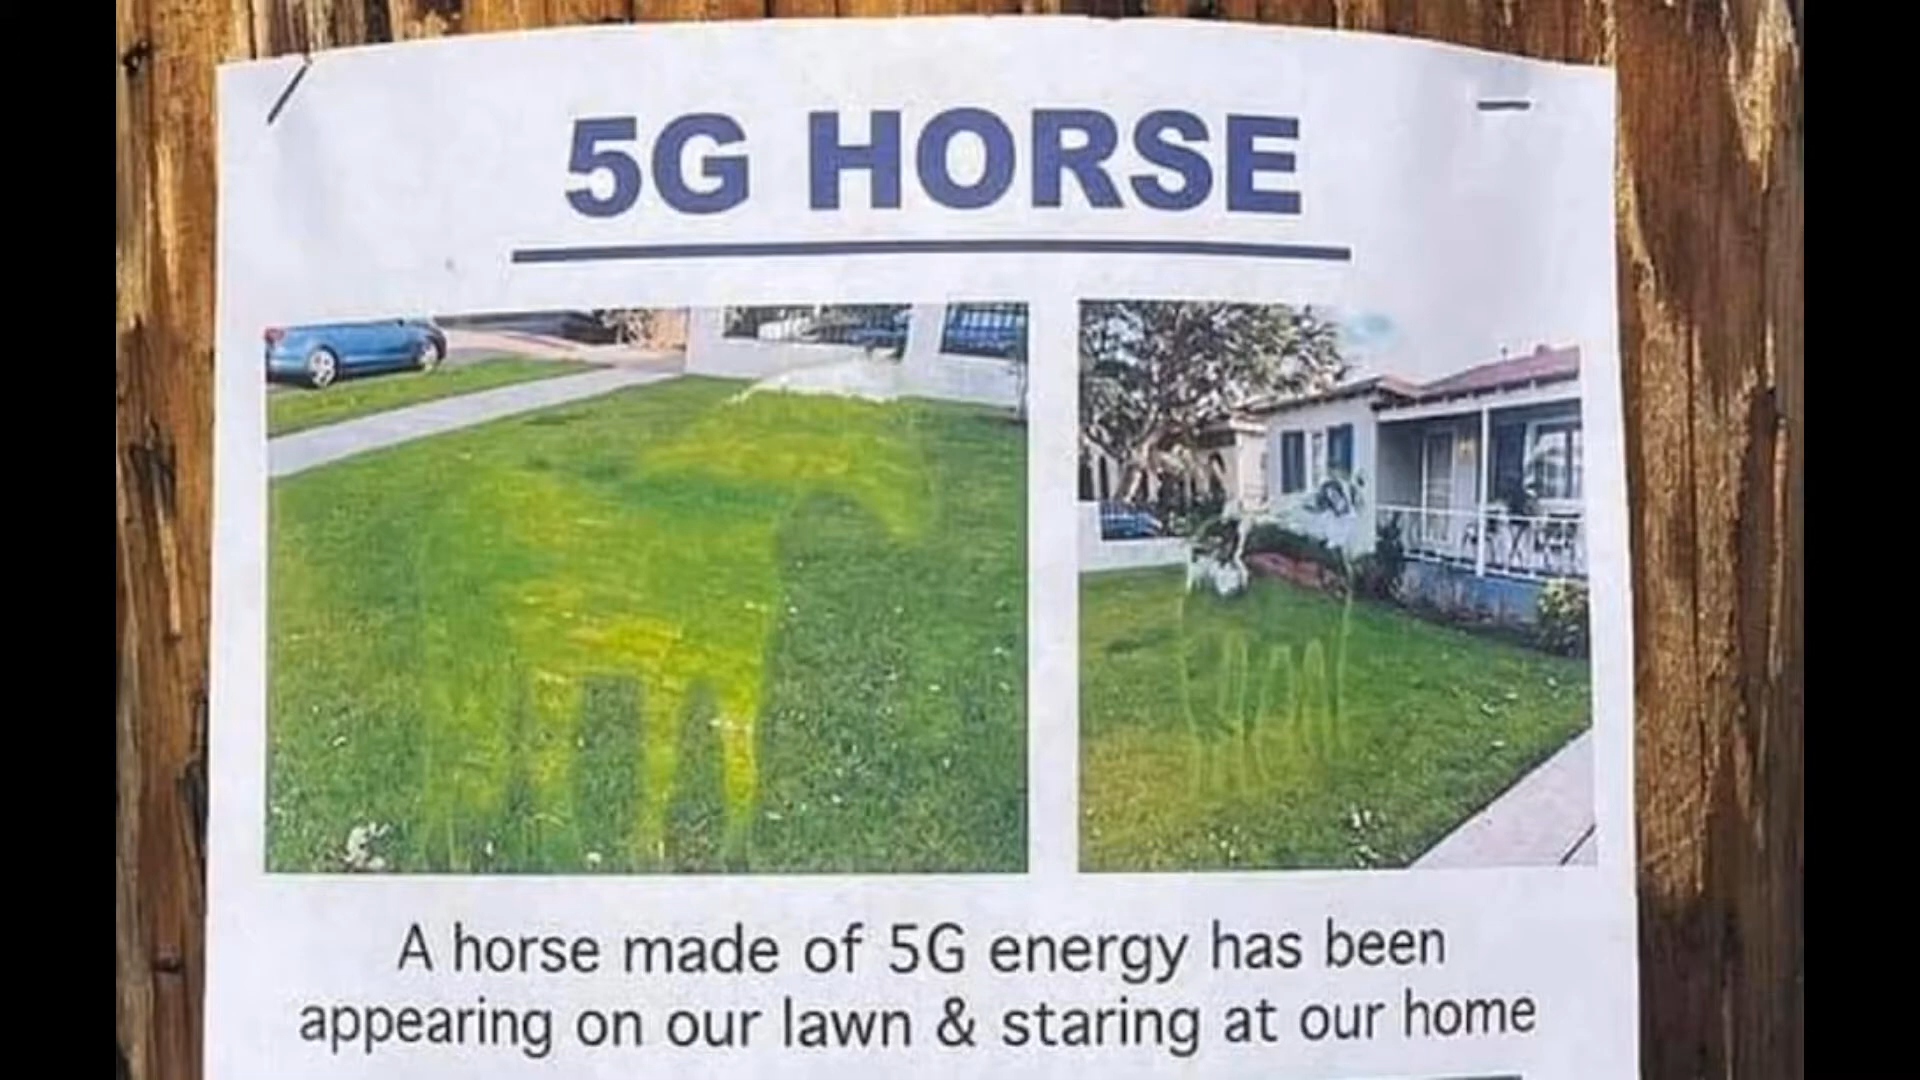 5G HORSE
A horse made of 5G energy has been
appearing on our lawn & staring at our home